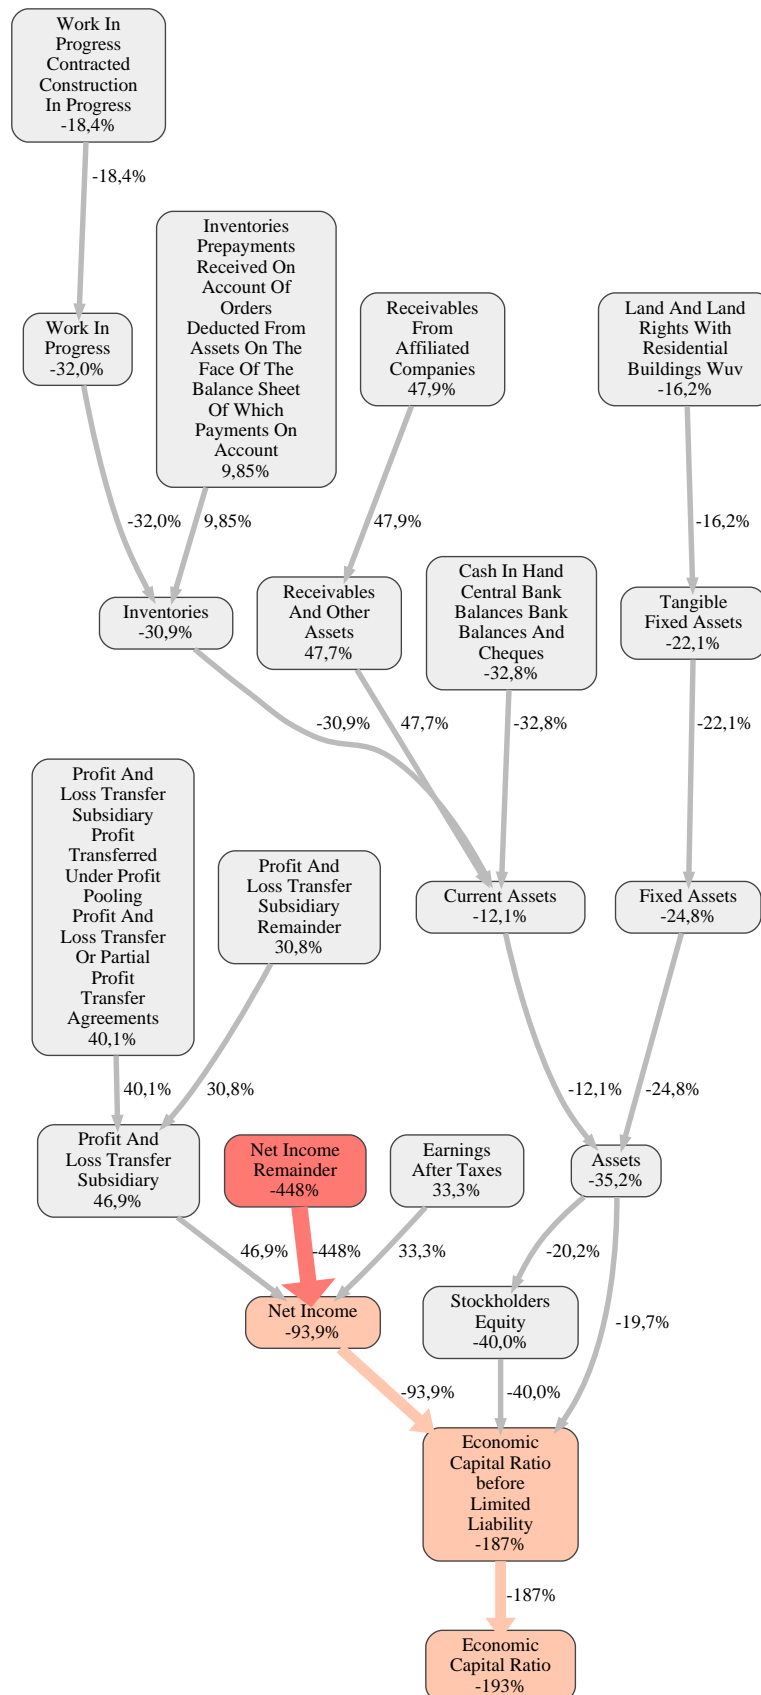 Work In
Progress
Contracted
Construction
In Progress
-18,4%
-18,4%
Inventories
Prepayments
Received On
Account Of
Orders
Deducted From
Assets On The
Face Of The
Balance Sheet
Of Which
Payments On
Account
9,85%
Work In
Progress
-32,0%
Receivables
From
Affiliated
Companies
47,9%
Land And Land
Rights With
Residential
Buildings Wuv
-16,2%
-32,0%
9,85%
47,9%
-16,2%
Inventories
-30,9%
Receivables
And Other
Assets
47,7%
Cash In Hand
Central Bank
Balances Bank
Balances And
Cheques
-32,8%
Tangible
Fixed Assets
-22,1%
-30,9%
47,7%
-32,8%
-22,1%
Profit And
Loss Transfer
Subsidiary
Profit
Transferred
Under Profit
Pooling
Profit And
Loss Transfer
Or Partial
Profit
Transfer
Agreements
40,1%
Profit And
Loss Transfer
Subsidiary
Remainder
30,8%
Current Assets
-12,1%
Fixed Assets
-24,8%
40,1%
30,8%
-12,1%
-24,8%
Profit And
Loss Transfer
Subsidiary
46,9%
Net Income
Remainder
-448%
Earnings
After Taxes
33,3%
Assets
-35,2%
46,9%
-448%
33,3%
-20,2%
-19,7%
Net Income
-93,9%
Stockholders
Equity
-40,0%
-93,9%
-40,0%
Economic
Capital Ratio
before
Limited
Liability
-187%
-187%
Economic
Capital Ratio
-193%